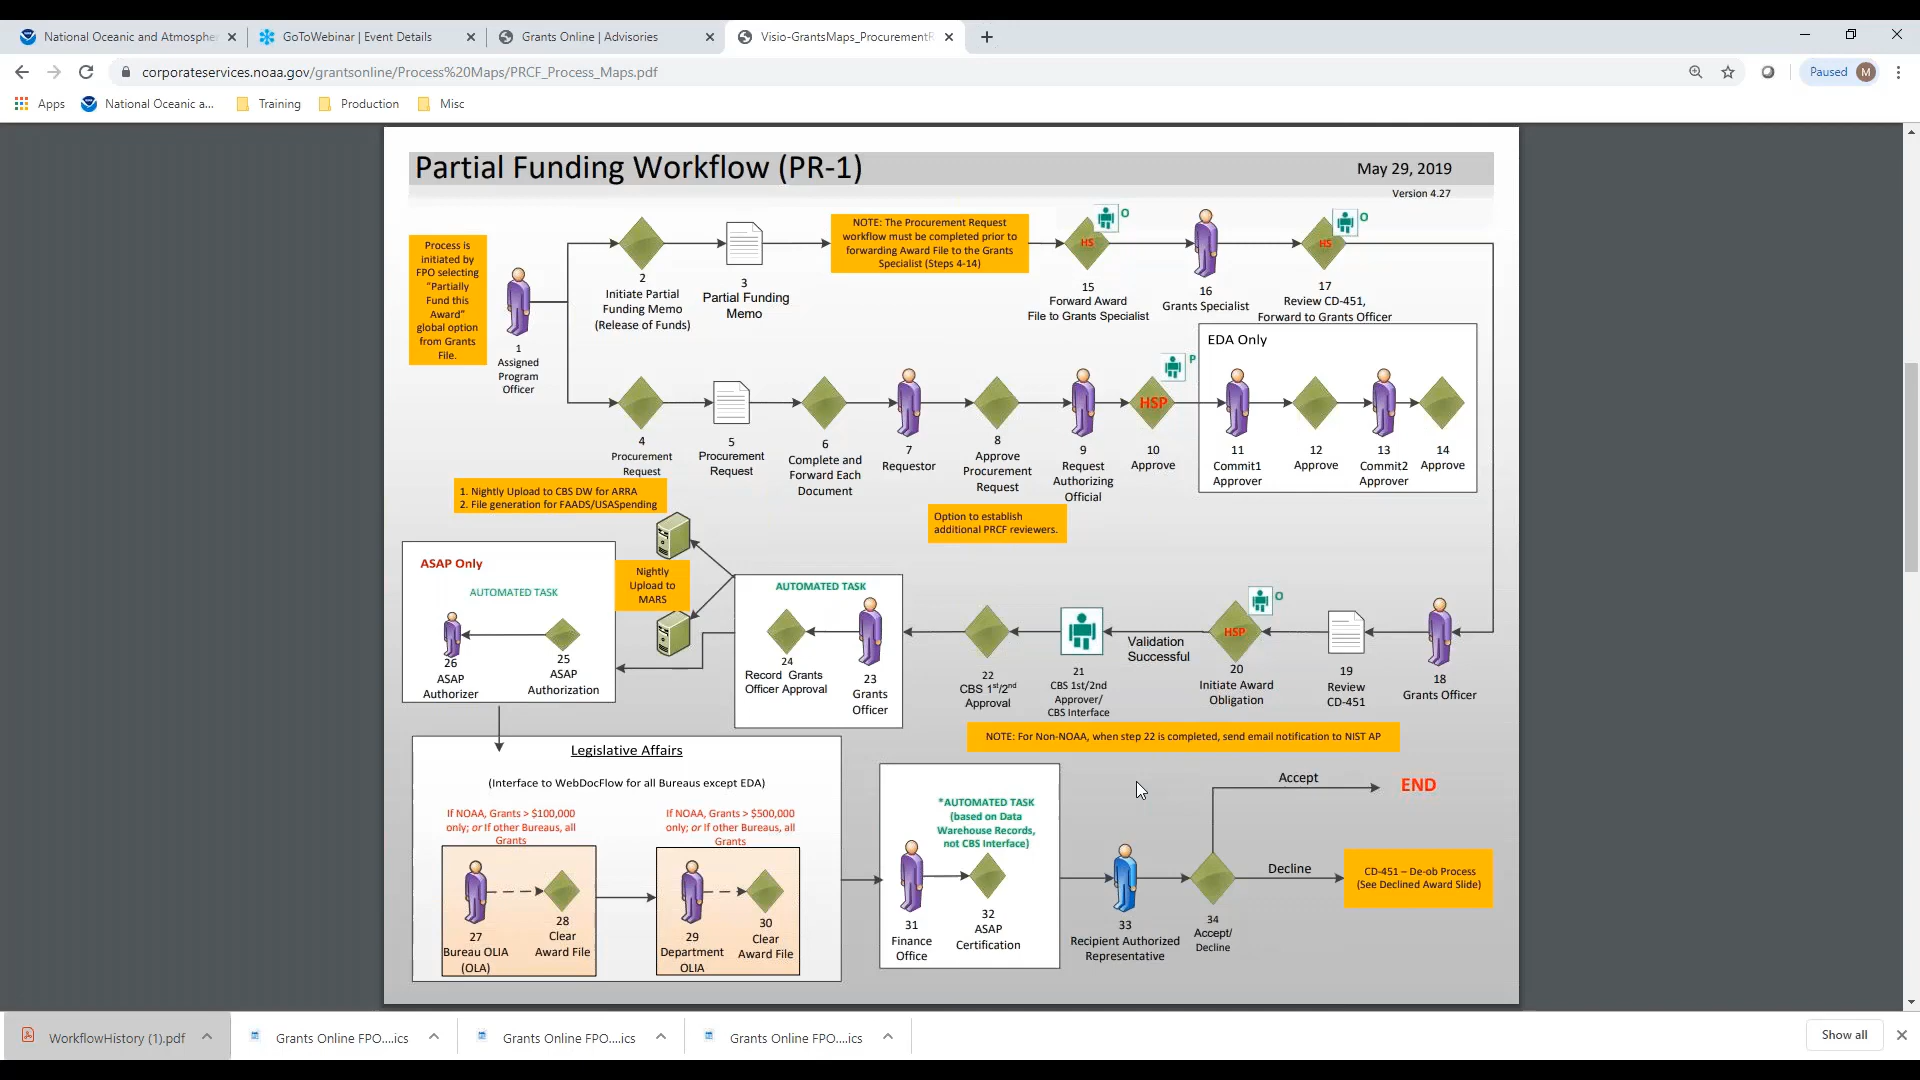 National Oceanic and Atmosphe
GoToWebinar | Event Details
Grants Online | Advisories
Visio-GrantsMaps_ProcurementR
corporateservices.noaa.gov/grantsonline/Process%20Maps/PRCF_Process_Maps.pdf
Paused
M
Apps
National Oceanic a...
Training
Production
Misc
Partial Funding Workflow (PR-1)
May 29, 2019
Version 4.27
Process is
initiated by
FPO selecting
"Partially
Fund this
Award"
global option
from Grants
File.
1
Assigned
Program
Officer
2
Initiate Partial
Funding Memo
(Release of Funds)
3
Partial Funding
Memo
NOTE: The Procurement Request
workflow must be completed prior to
forwarding Award File to the Grants
Specialist (Steps 4-14)
HS
O
15
Forward Award
File to Grants Specialist
16
Grants Specialist
HS
O
17
Review CD-451,
Forward to Grants Officer
4
Procurement
Request
5
Procurement
Request
6
Complete and
Forward Each
Document
7
Requestor
8
Approve
Procurement
Request
9
Request
Authorizing
Official
HSP
P
10
Approve
EDA Only
11
Commit1
Approver
12
Approve
13
Commit2
Approver
14
Approve
1. Nightly Upload to CBS DW for ARRA
2. File generation for FAADS/USASpending
Option to establish
additional PRCF reviewers.
ASAP Only
AUTOMATED TASK
26
ASAP
Authorizer
25
ASAP
Authorization
Nightly
Upload to
MARS
AUTOMATED TASK
24
Record Grants
Officer Approval
23
Grants
Officer
22
CBS 1st/2nd
Approval
21
CBS 1st/2nd
Approver/
CBS Interface
Validation
Successful
HSP
O
20
Initiate Award
Obligation
19
Review
CD-451
18
Grants Officer
NOTE: For Non-NOAA, when step 22 is completed, send email notification to NIST AP
Legislative Affairs
(Interface to WebDocFlow for all Bureaus except EDA)
If NOAA, Grants > $100,000
only; or If other Bureaus, all
Grants
27
Bureau OLIA
(OLA)
28
Clear
Award File
If NOAA, Grants > $500,000
only; or If other Bureaus, all
Grants
29
Department
OLIA
30
Clear
Award File
*AUTOMATED TASK
(based on Data
Warehouse Records,
not CBS Interface)
31
Finance
Office
32
ASAP
Certification
33
Recipient Authorized
Representative
34
Accept/
Decline
Accept
END
Decline
CD-451 – De-ob Process
(See Declined Award Slide)
WorkflowHistory (1).pdf
Grants Online FPO....ics
Grants Online FPO....ics
Grants Online FPO....ics
Show all